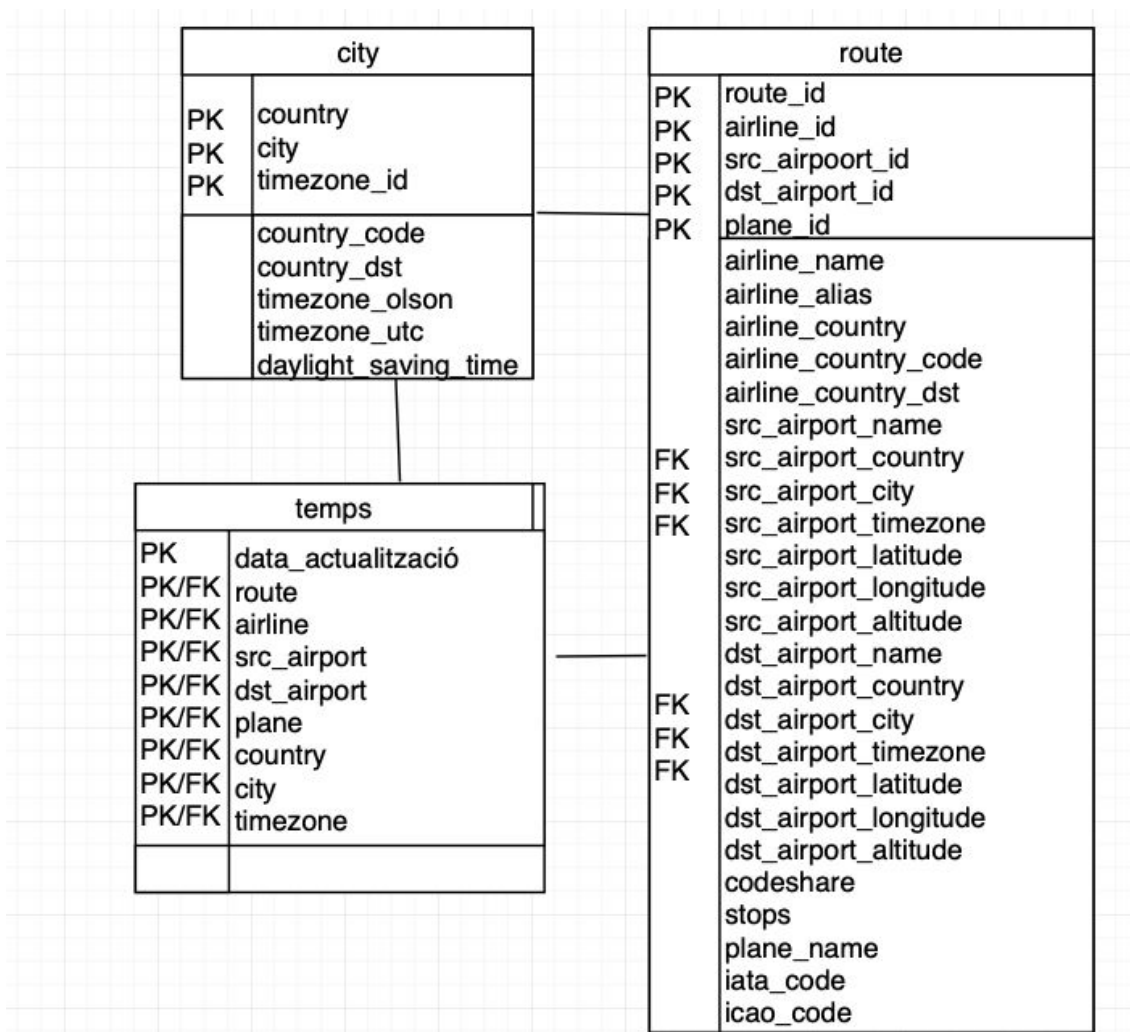 city
PK country
PK city
PK timezone_id
country_code
country_dst
timezone_olson
timezone_utc
daylight_saving_time
temps
PK data_actualització
PK/FK route
PK/FK airline
PK/FK src_airport
PK/FK dst_airport
PK/FK plane
PK/FK country
PK/FK city
PK/FK timezone
route
PK route_id
PK airline_id
PK src_airpoort_id
PK dst_airport_id
PK plane_id
airline_name
airline_alias
airline_country
airline_country_code
airline_country_dst
src_airport_name
FK src_airport_country
FK src_airport_city
FK src_airport_timezone
src_airport_latitude
src_airport_longitude
src_airport_altitude
dst_airport_name
FK dst_airport_country
FK dst_airport_city
FK dst_airport_timezone
dst_airport_latitude
dst_airport_longitude
dst_airport_altitude
codeshare
stops
plane_name
iata_code
icao_code